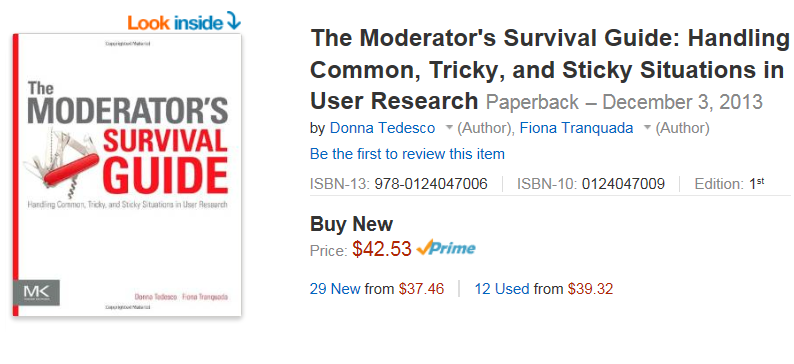 Look inside
Copyrighted Material
The
MODERATOR'S
SURVIVAL
GUIDE
Handling Common, Tricky, and Sticky Situations in User Research
MK
Donna Tedesco Fiona Tranquada
Copyrighted Material
The Moderator's Survival Guide: Handling
Common, Tricky, and Sticky Situations in
User Research Paperback – December 3, 2013
by Donna Tedesco (Author), Fiona Tranquada (Author)
Be the first to review this item
ISBN-13: 978-0124047006 ISBN-10: 0124047009 Edition: 1st
Buy New
Price: $42.53 Prime
29 New from $37.46 12 Used from $39.32